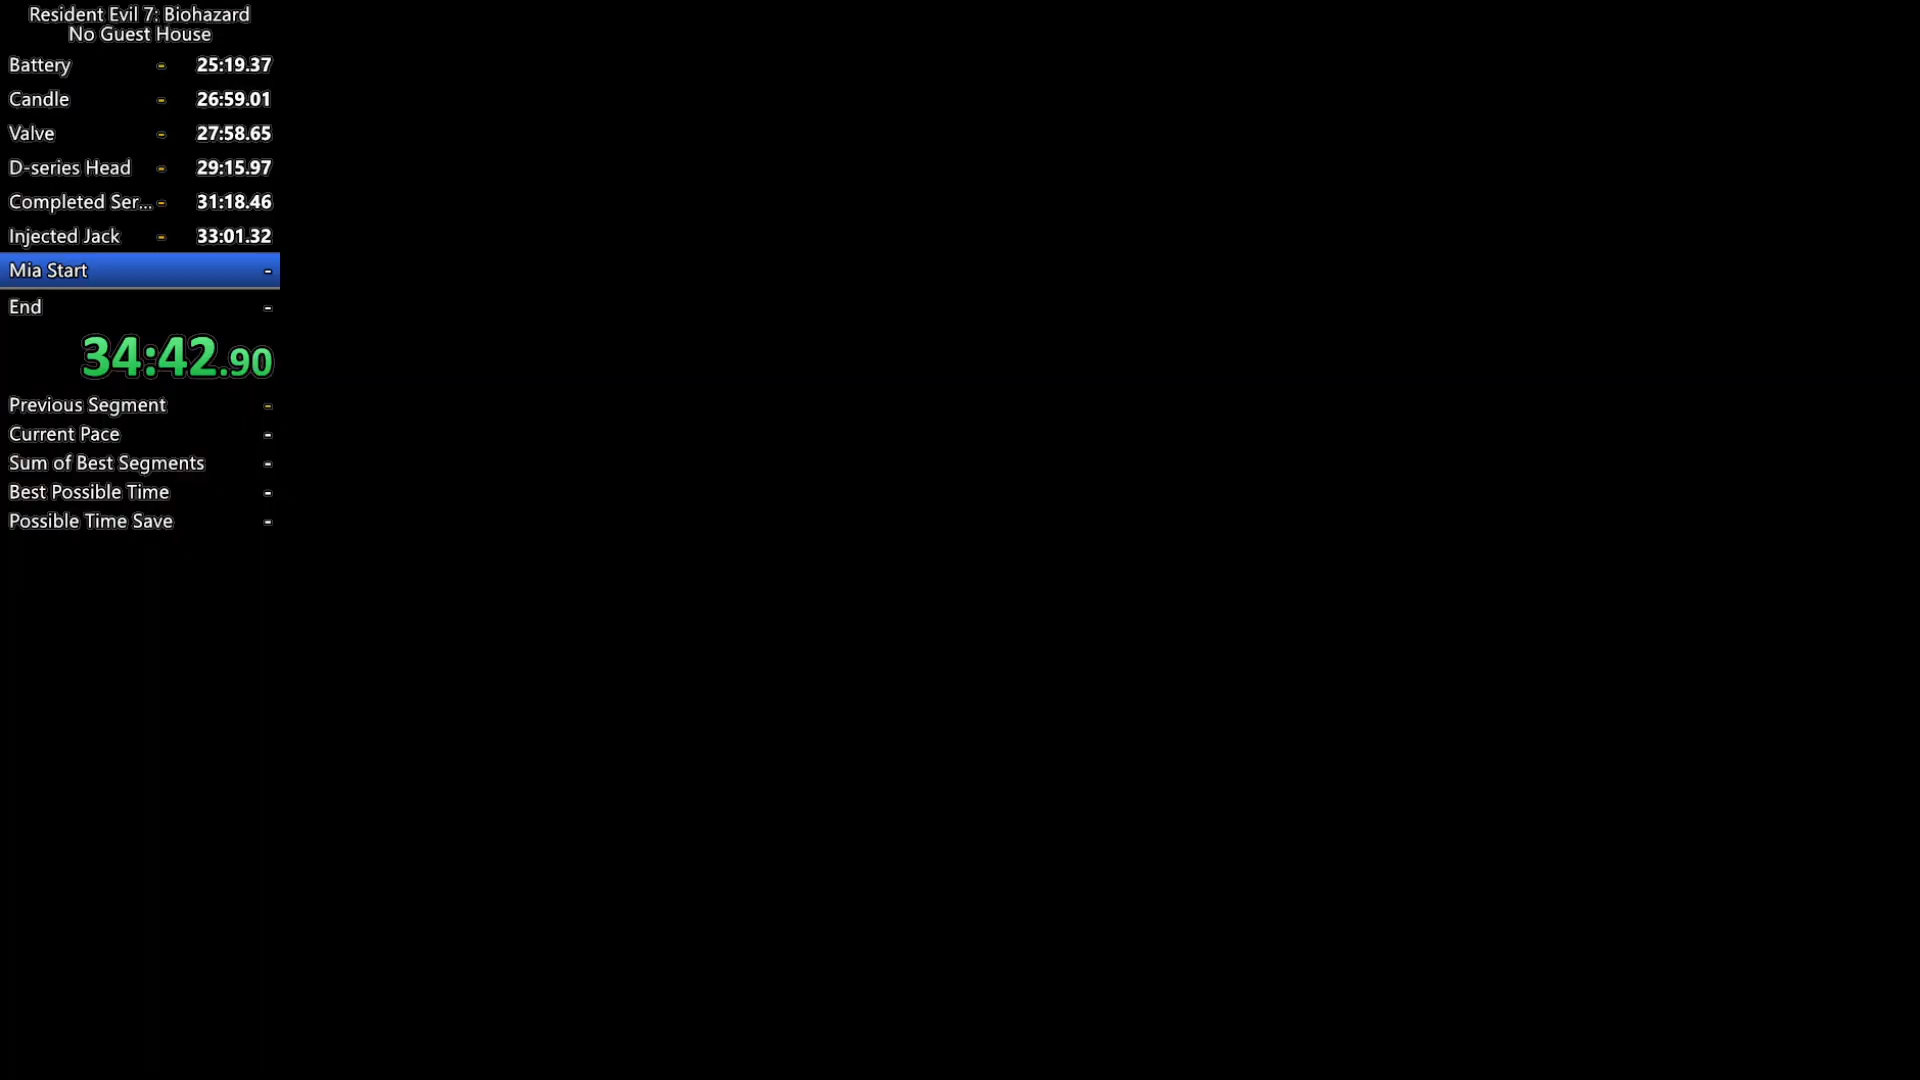 Resident Evil 7: Biohazard
No Guest House
Battery - 25:19.37
Candle - 26:59.01
Valve - 27:58.65
D-series Head - 29:15.97
Completed Ser... - 31:18.46
Injected Jack - 33:01.32
Mia Start -
End -
34:42.90
Previous Segment -
Current Pace -
Sum of Best Segments -
Best Possible Time -
Possible Time Save -